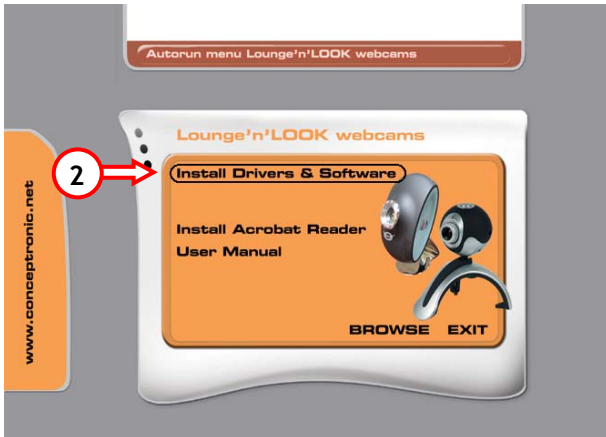 Autorun menu Lounge'n'LOOK webcams
Lounge'n'LOOK webcams
2
Install Drivers & Software
Install Acrobat Reader
User Manual
BROWSE EXIT
www.conceptronic.net